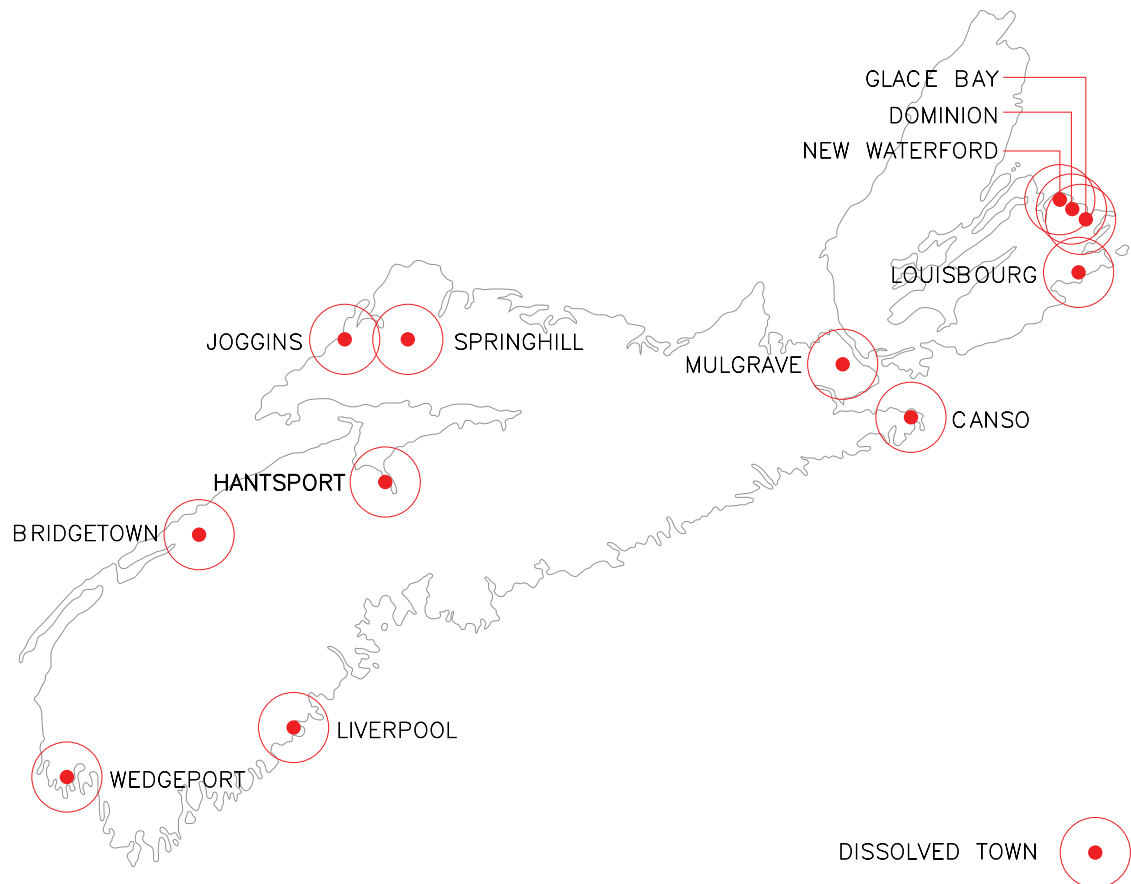 GLACE BAY
DOMINION
NEW WATERFORD
LOUISBOURG
JOGGINS
SPRINGHILL
MULGRAVE
CANSO
HANTSPORT
BRIDGETOWN
LIVERPOOL
WEDGEPORT
DISSOLVED TOWN